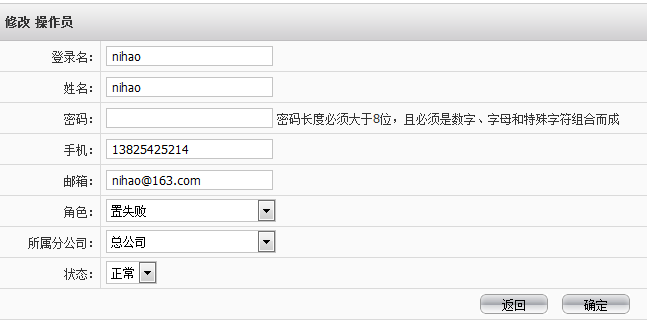 修改 操作员
登录名： nihao
姓名： nihao
密码： 密码长度必须大于8位，且必须是数字、字母和特殊字符组合而成
手机： 13825425214
邮箱： nihao@163.com
角色： 置失败
所属分公司： 总公司
状态： 正常
返回 确定